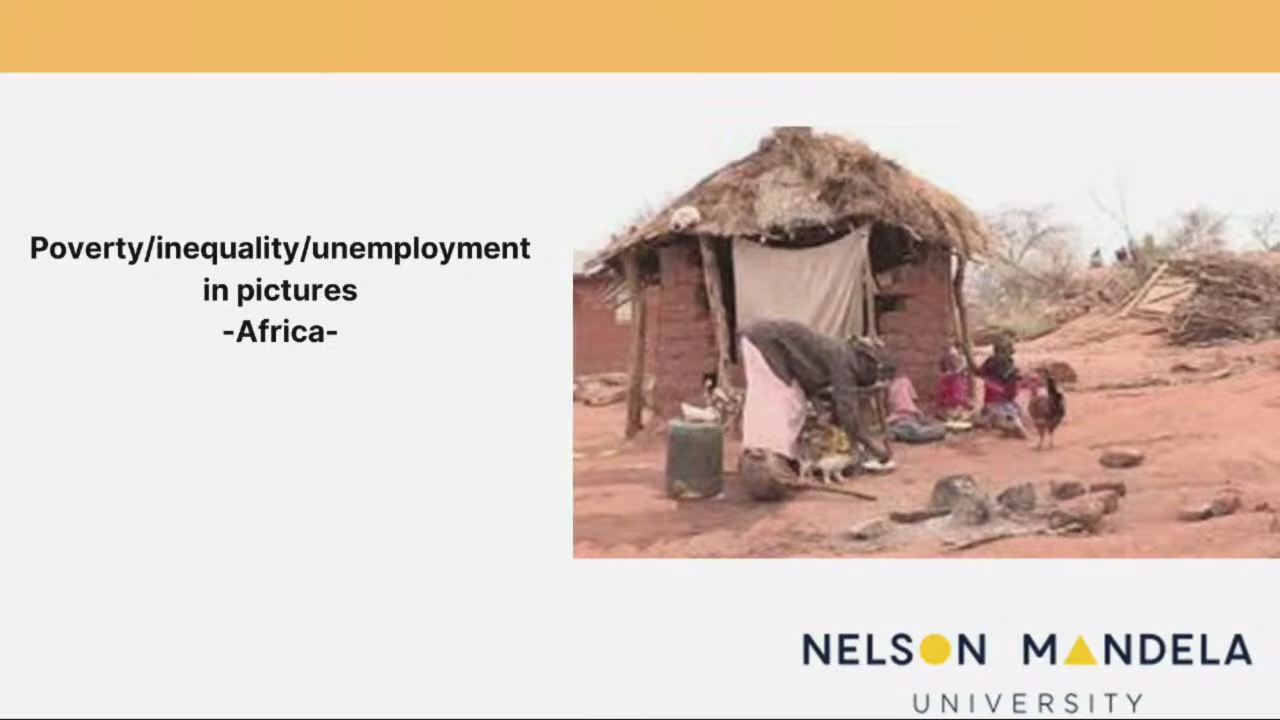 Poverty/inequality/unemployment
in pictures
-Africa-
NELSON MANDELA
UNIVERSITY